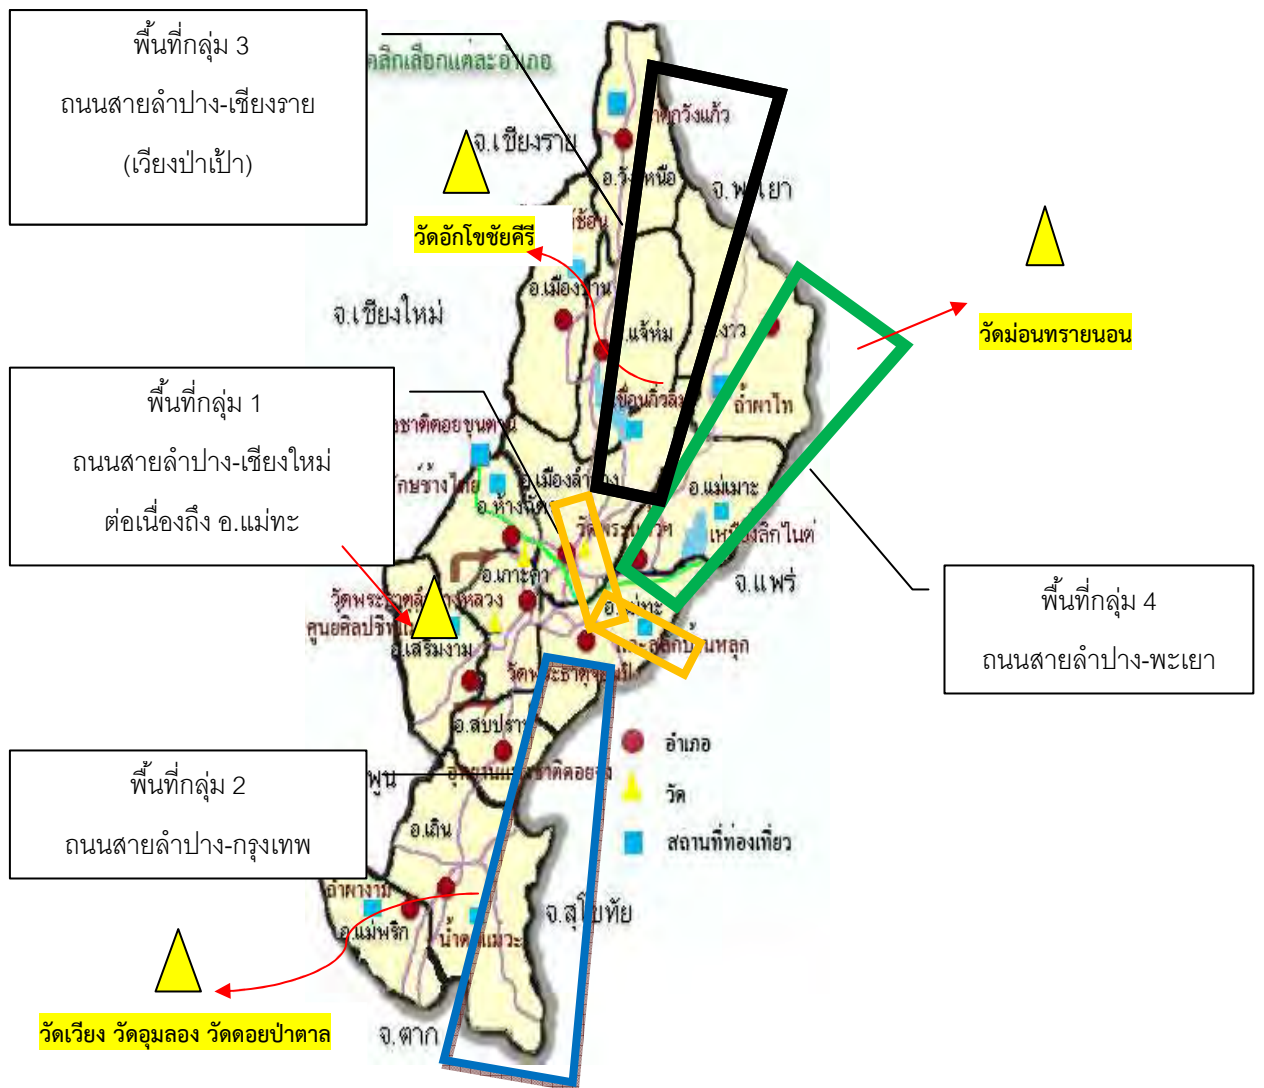 พื้นที่กลุ่ม 3
ถนนสายลำปาง-เชียงราย
(เวียงป่าเป้า)
คลิกเลือกแต่ละอำเภอ
จ.เชียงราย
จ.พะเยา
วัดอักโขชัยคีรี
วัดม่อนทรายนอน
จ.เชียงใหม่
อ.เมืองปาน
แจ้ห่ม
ถ้ำผาไท
พื้นที่กลุ่ม 1
ถนนสายลำปาง-เชียงใหม่
ต่อเนื่องถึง อ.แม่ทะ
อ.แม่เมาะ
อ.ห้างฉัตร
เหมืองลิกไนต์
จ.แพร่
อ.เกาะคา
อ.แม่ทะ
อ.เสริมงาม
พื้นที่กลุ่ม 4
ถนนสายลำปาง-พะเยา
อ.สบปราบ
พื้นที่กลุ่ม 2
ถนนสายลำปาง-กรุงเทพ
อำเภอ
วัด
สถานที่ท่องเที่ยว
อ.เถิน
ถ้ำผางาม
อ.แม่พริก
จ.สุโขทัย
วัดเวียง วัดอุมลอง วัดดอยป่าตาล
จ.ตาก